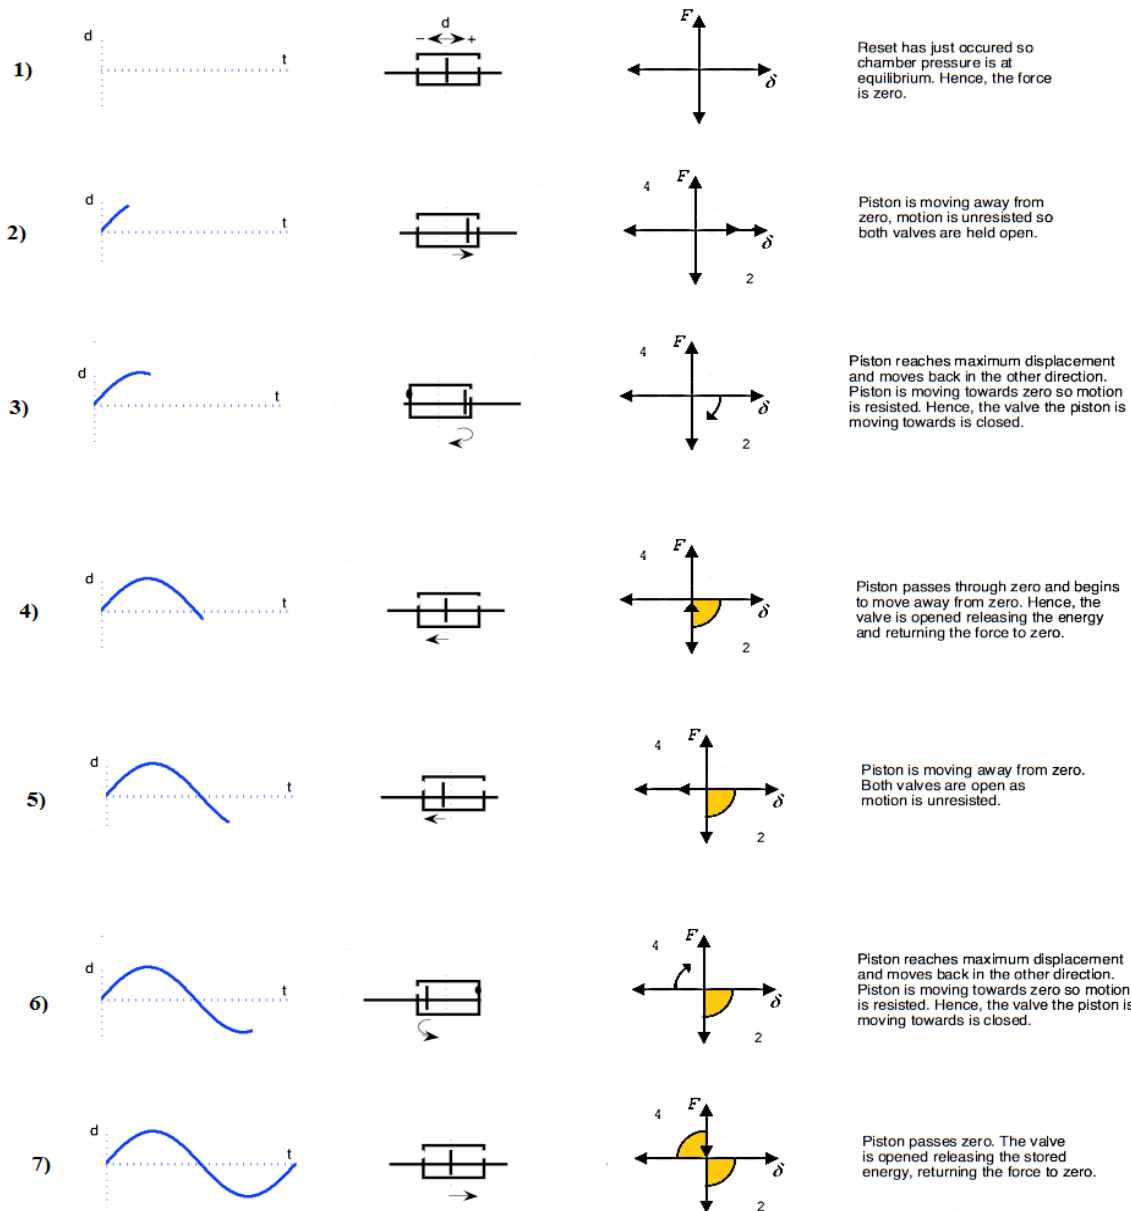 1)
d
t
d
− +
F
δ
Reset has just occured so
chamber pressure is at
equilibrium. Hence, the force
is zero.
2)
d
t
4
F
δ
2
Piston is moving away from
zero, motion is unresisted so
both valves are held open.
3)
d
t
4
F
δ
2
Piston reaches maximum displacement
and moves back in the other direction.
Piston is moving towards zero so motion
is resisted. Hence, the valve the piston is
moving towards is closed.
4)
d
t
4
F
δ
2
Piston passes through zero and begins
to move away from zero. Hence, the
valve is opened releasing the energy
and returning the force to zero.
5)
d
t
4
F
δ
2
Piston is moving away from zero.
Both valves are open as
motion is unresisted.
6)
d
t
4
F
δ
2
Piston reaches maximum displacement
and moves back in the other direction.
Piston is moving towards zero so motion
is resisted. Hence, the valve the piston is
moving towards is closed.
7)
d
t
4
F
δ
2
Piston passes zero. The valve
is opened releasing the stored
energy, returning the force to zero.